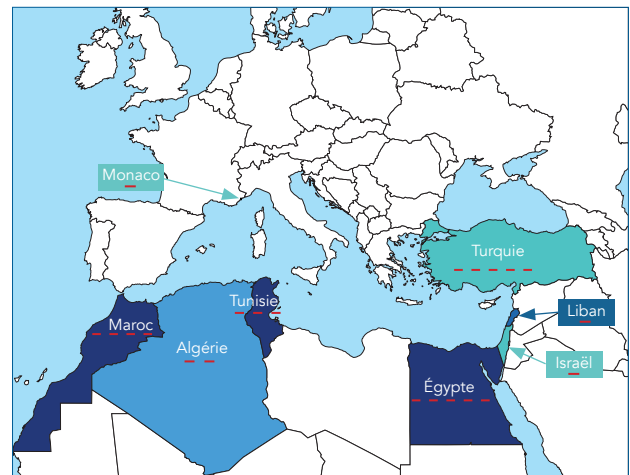 Monaco
Turquie
Tunisie
Liban
Maroc
Algérie
Israël
Égypte